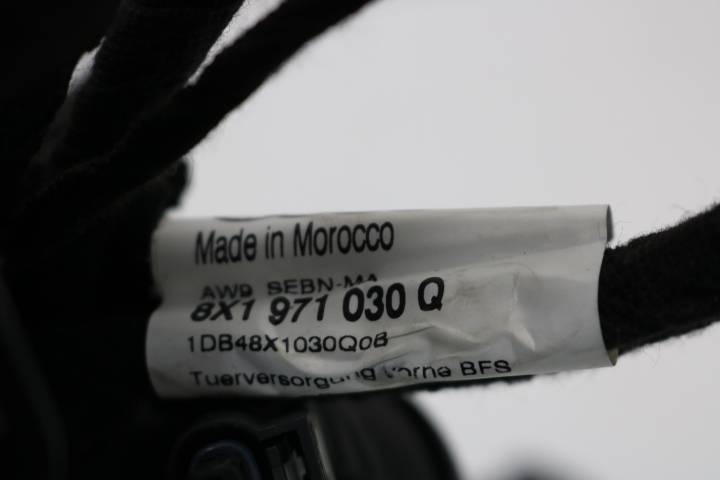 Made in Morocco
AW9 SEBN-MA
8X1 971 030 Q
1DB48X1030Q0B
Tuerversorgung vorne BFS